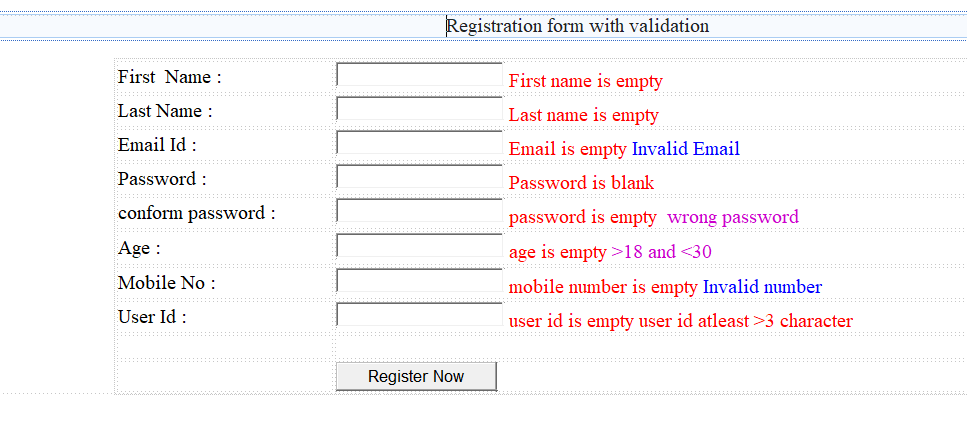 Registration form with validation
First Name : First name is empty
Last Name : Last name is empty
Email Id : Email is empty Invalid Email
Password : Password is blank
conform password : password is empty wrong password
Age : age is empty >18 and <30
Mobile No : mobile number is empty Invalid number
User Id : user id is empty user id atleast >3 character
Register Now